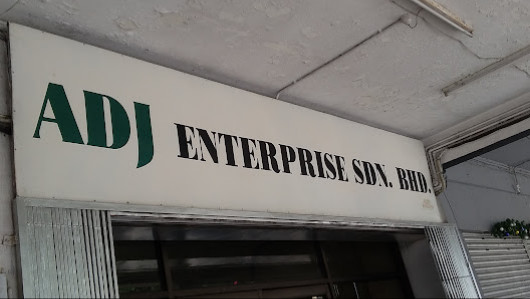 ADJ ENTERPRISE SDN. BHD.